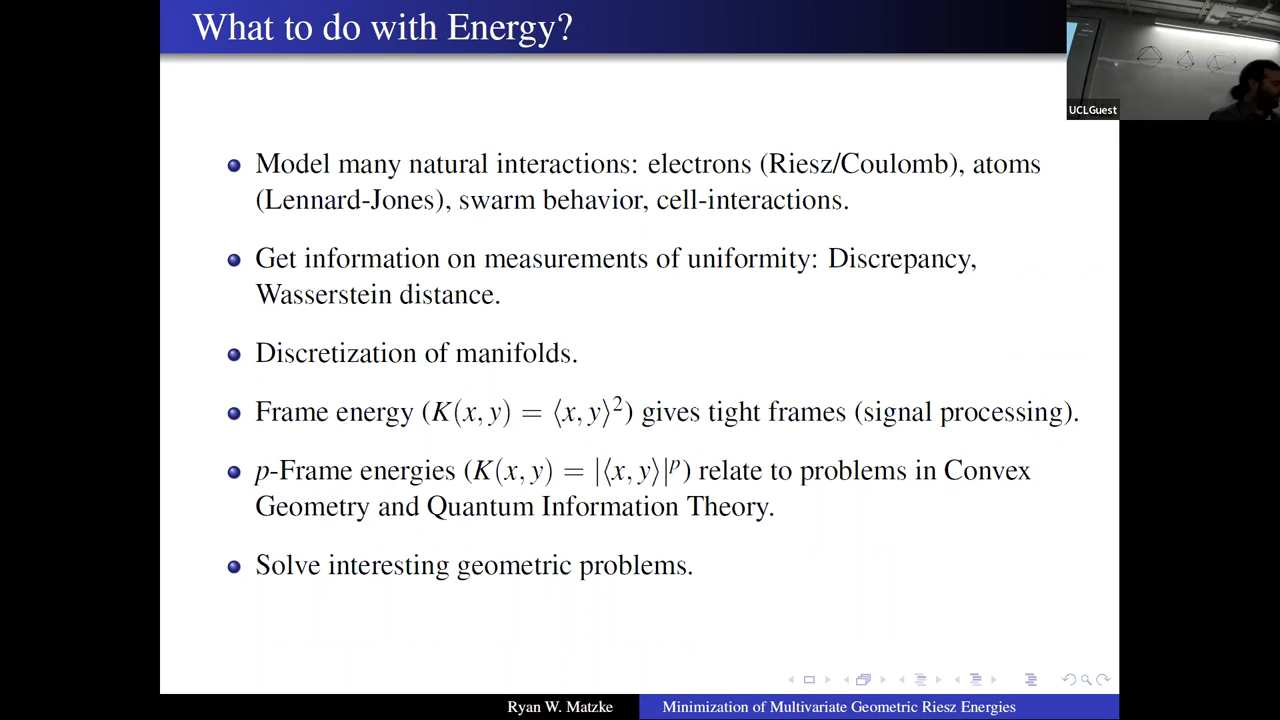 What to do with Energy?
UCLGuest
Model many natural interactions: electrons (Riesz/Coulomb), atoms
(Lennard-Jones), swarm behavior, cell-interactions.
Get information on measurements of uniformity: Discrepancy,
Wasserstein distance.
Discretization of manifolds.
Frame energy (K(x, y) = ⟨x, y⟩²) gives tight frames (signal processing).
p-Frame energies (K(x, y) = |⟨x, y⟩|ᵖ) relate to problems in Convex
Geometry and Quantum Information Theory.
Solve interesting geometric problems.
Ryan W. Matzke
Minimization of Multivariate Geometric Riesz Energies